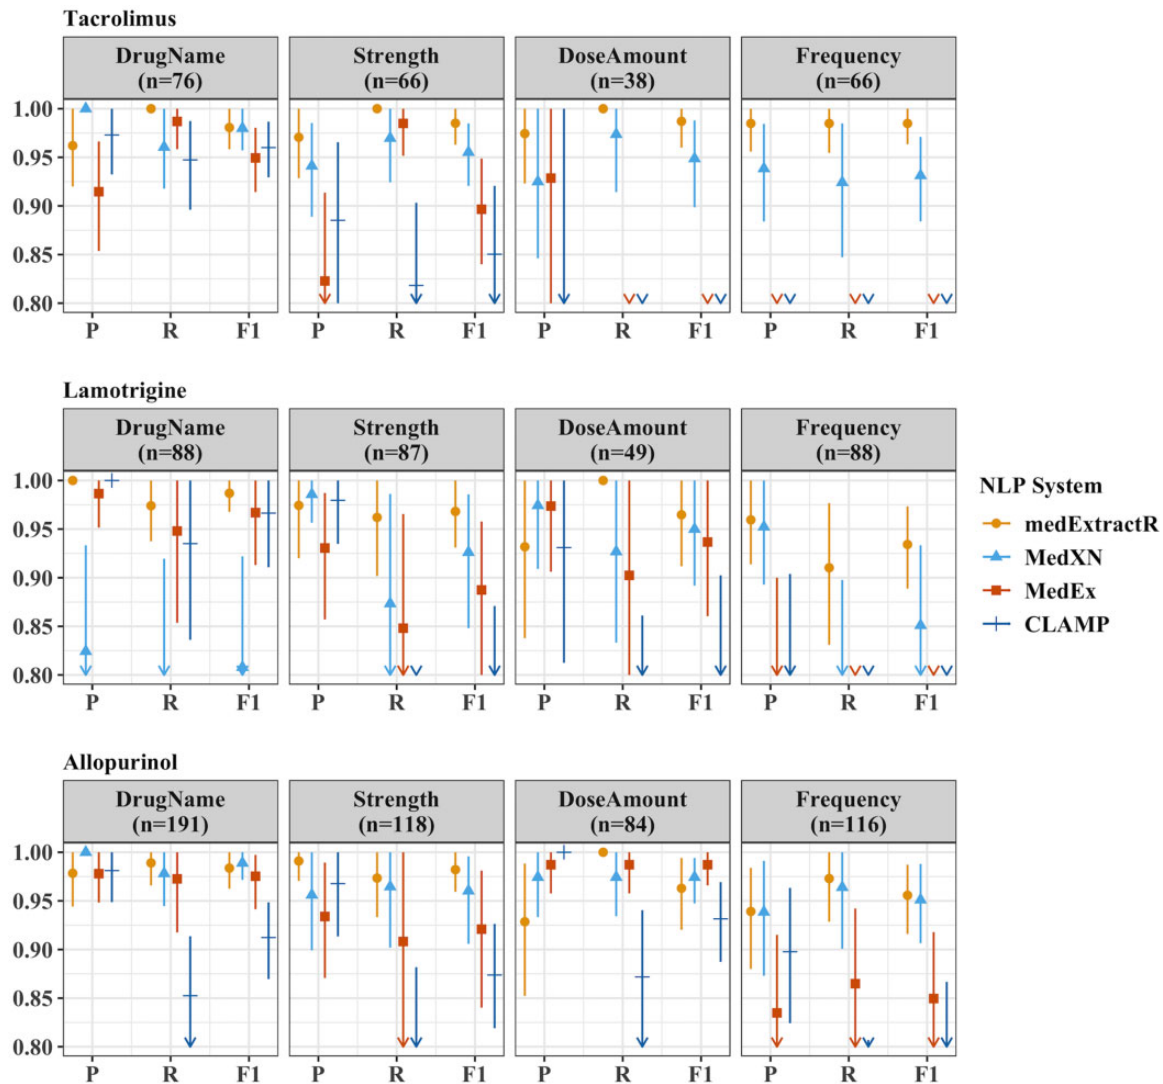 Tacrolimus
DrugName Strength DoseAmount Frequency
(n=76) (n=66) (n=38) (n=66)
1.00
0.95
0.90
0.85
0.80
P R F1 P R F1 P R F1 P R F1
Lamotrigine
DrugName Strength DoseAmount Frequency
(n=88) (n=87) (n=49) (n=88)
1.00
0.95
0.90
0.85
0.80
P R F1 P R F1 P R F1 P R F1
NLP System
medExtractR
MedXN
MedEx
CLAMP
Allopurinol
DrugName Strength DoseAmount Frequency
(n=191) (n=118) (n=84) (n=116)
1.00
0.95
0.90
0.85
0.80
P R F1 P R F1 P R F1 P R F1